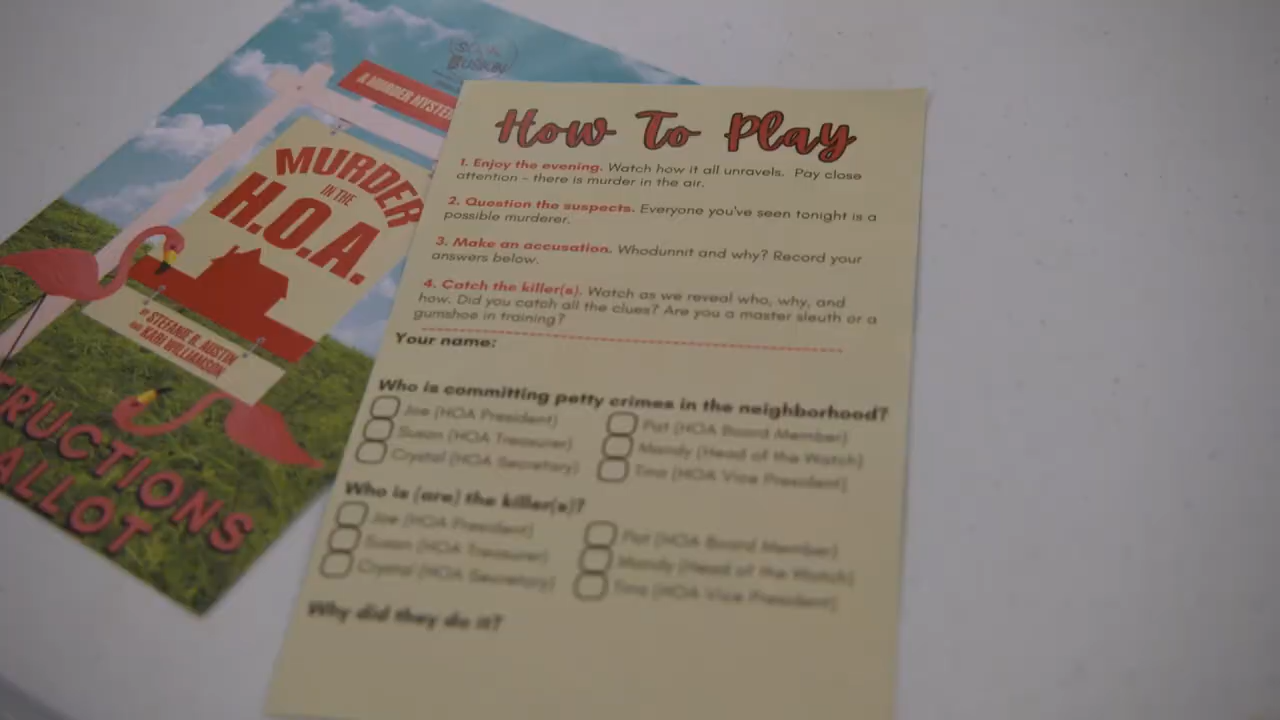 A MURDER MYSTE
MURDER
IN THE
H.O.A.
BY STEFANIE B. AUSTIN
AND KARI WILLIAMSON
TRUCTIONS
ALLOT
How To Play
1. Enjoy the evening. Watch how it all unravels. Pay close
attention - there is murder in the air.
2. Question the suspects. Everyone you've seen tonight is a
possible murderer.
3. Make an accusation. Whodunnit and why? Record your
answers below.
4. Catch the killer(s). Watch as we reveal who, why, and
how. Did you catch all the clues? Are you a master sleuth or a
gumshoe in training?
Your name:
Who is committing petty crimes in the neighborhood?
Joe (HOA President)
Susan (HOA Treasurer)
Crystal (HOA Secretary)
Pat (HOA Board Member)
Mandy (Head of the Watch)
Tina (HOA Vice President)
Who is (are) the killer(s)?
Joe (HOA President)
Susan (HOA Treasurer)
Crystal (HOA Secretary)
Pat (HOA Board Member)
Mandy (Head of the Watch)
Tina (HOA Vice President)
Why did they do it?